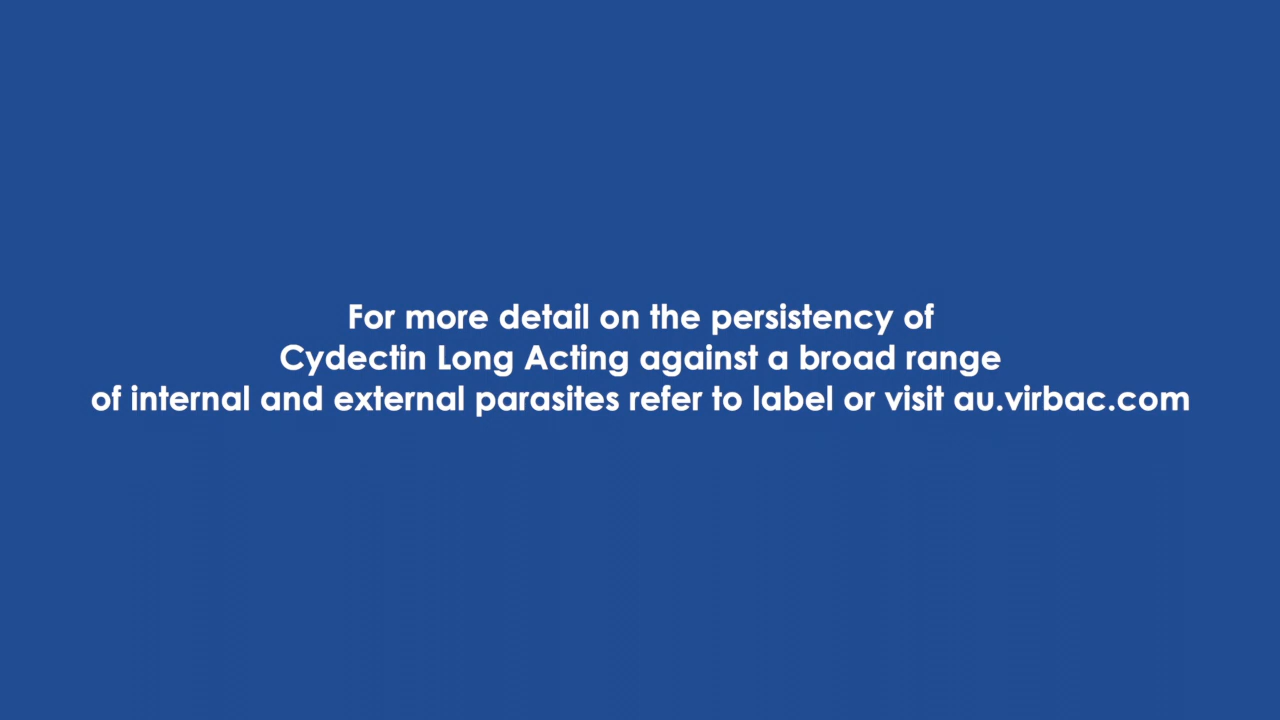 For more detail on the persistency of
Cydectin Long Acting against a broad range
of internal and external parasites refer to label or visit au.virbac.com